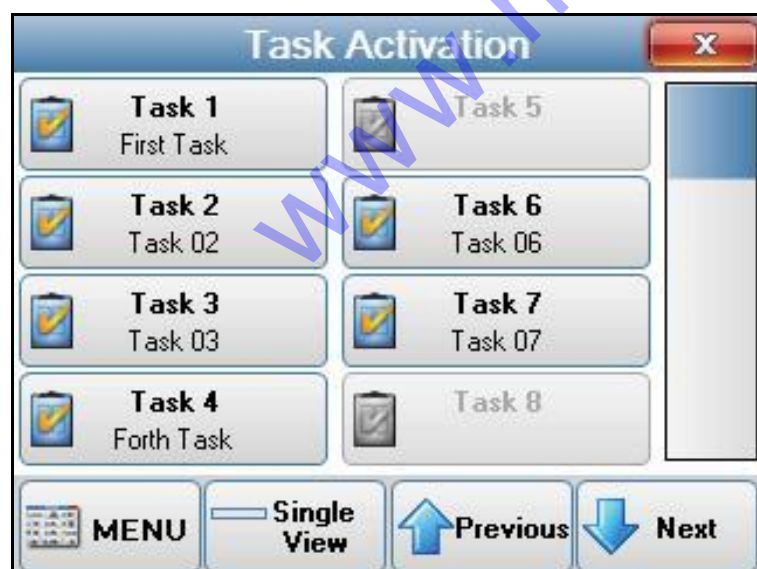 Task Activation
x
Task 1
First Task
Task 5
Task 2
Task 02
Task 6
Task 06
Task 3
Task 03
Task 7
Task 07
Task 4
Forth Task
Task 8
MENU
Single
View
Previous
Next
www.